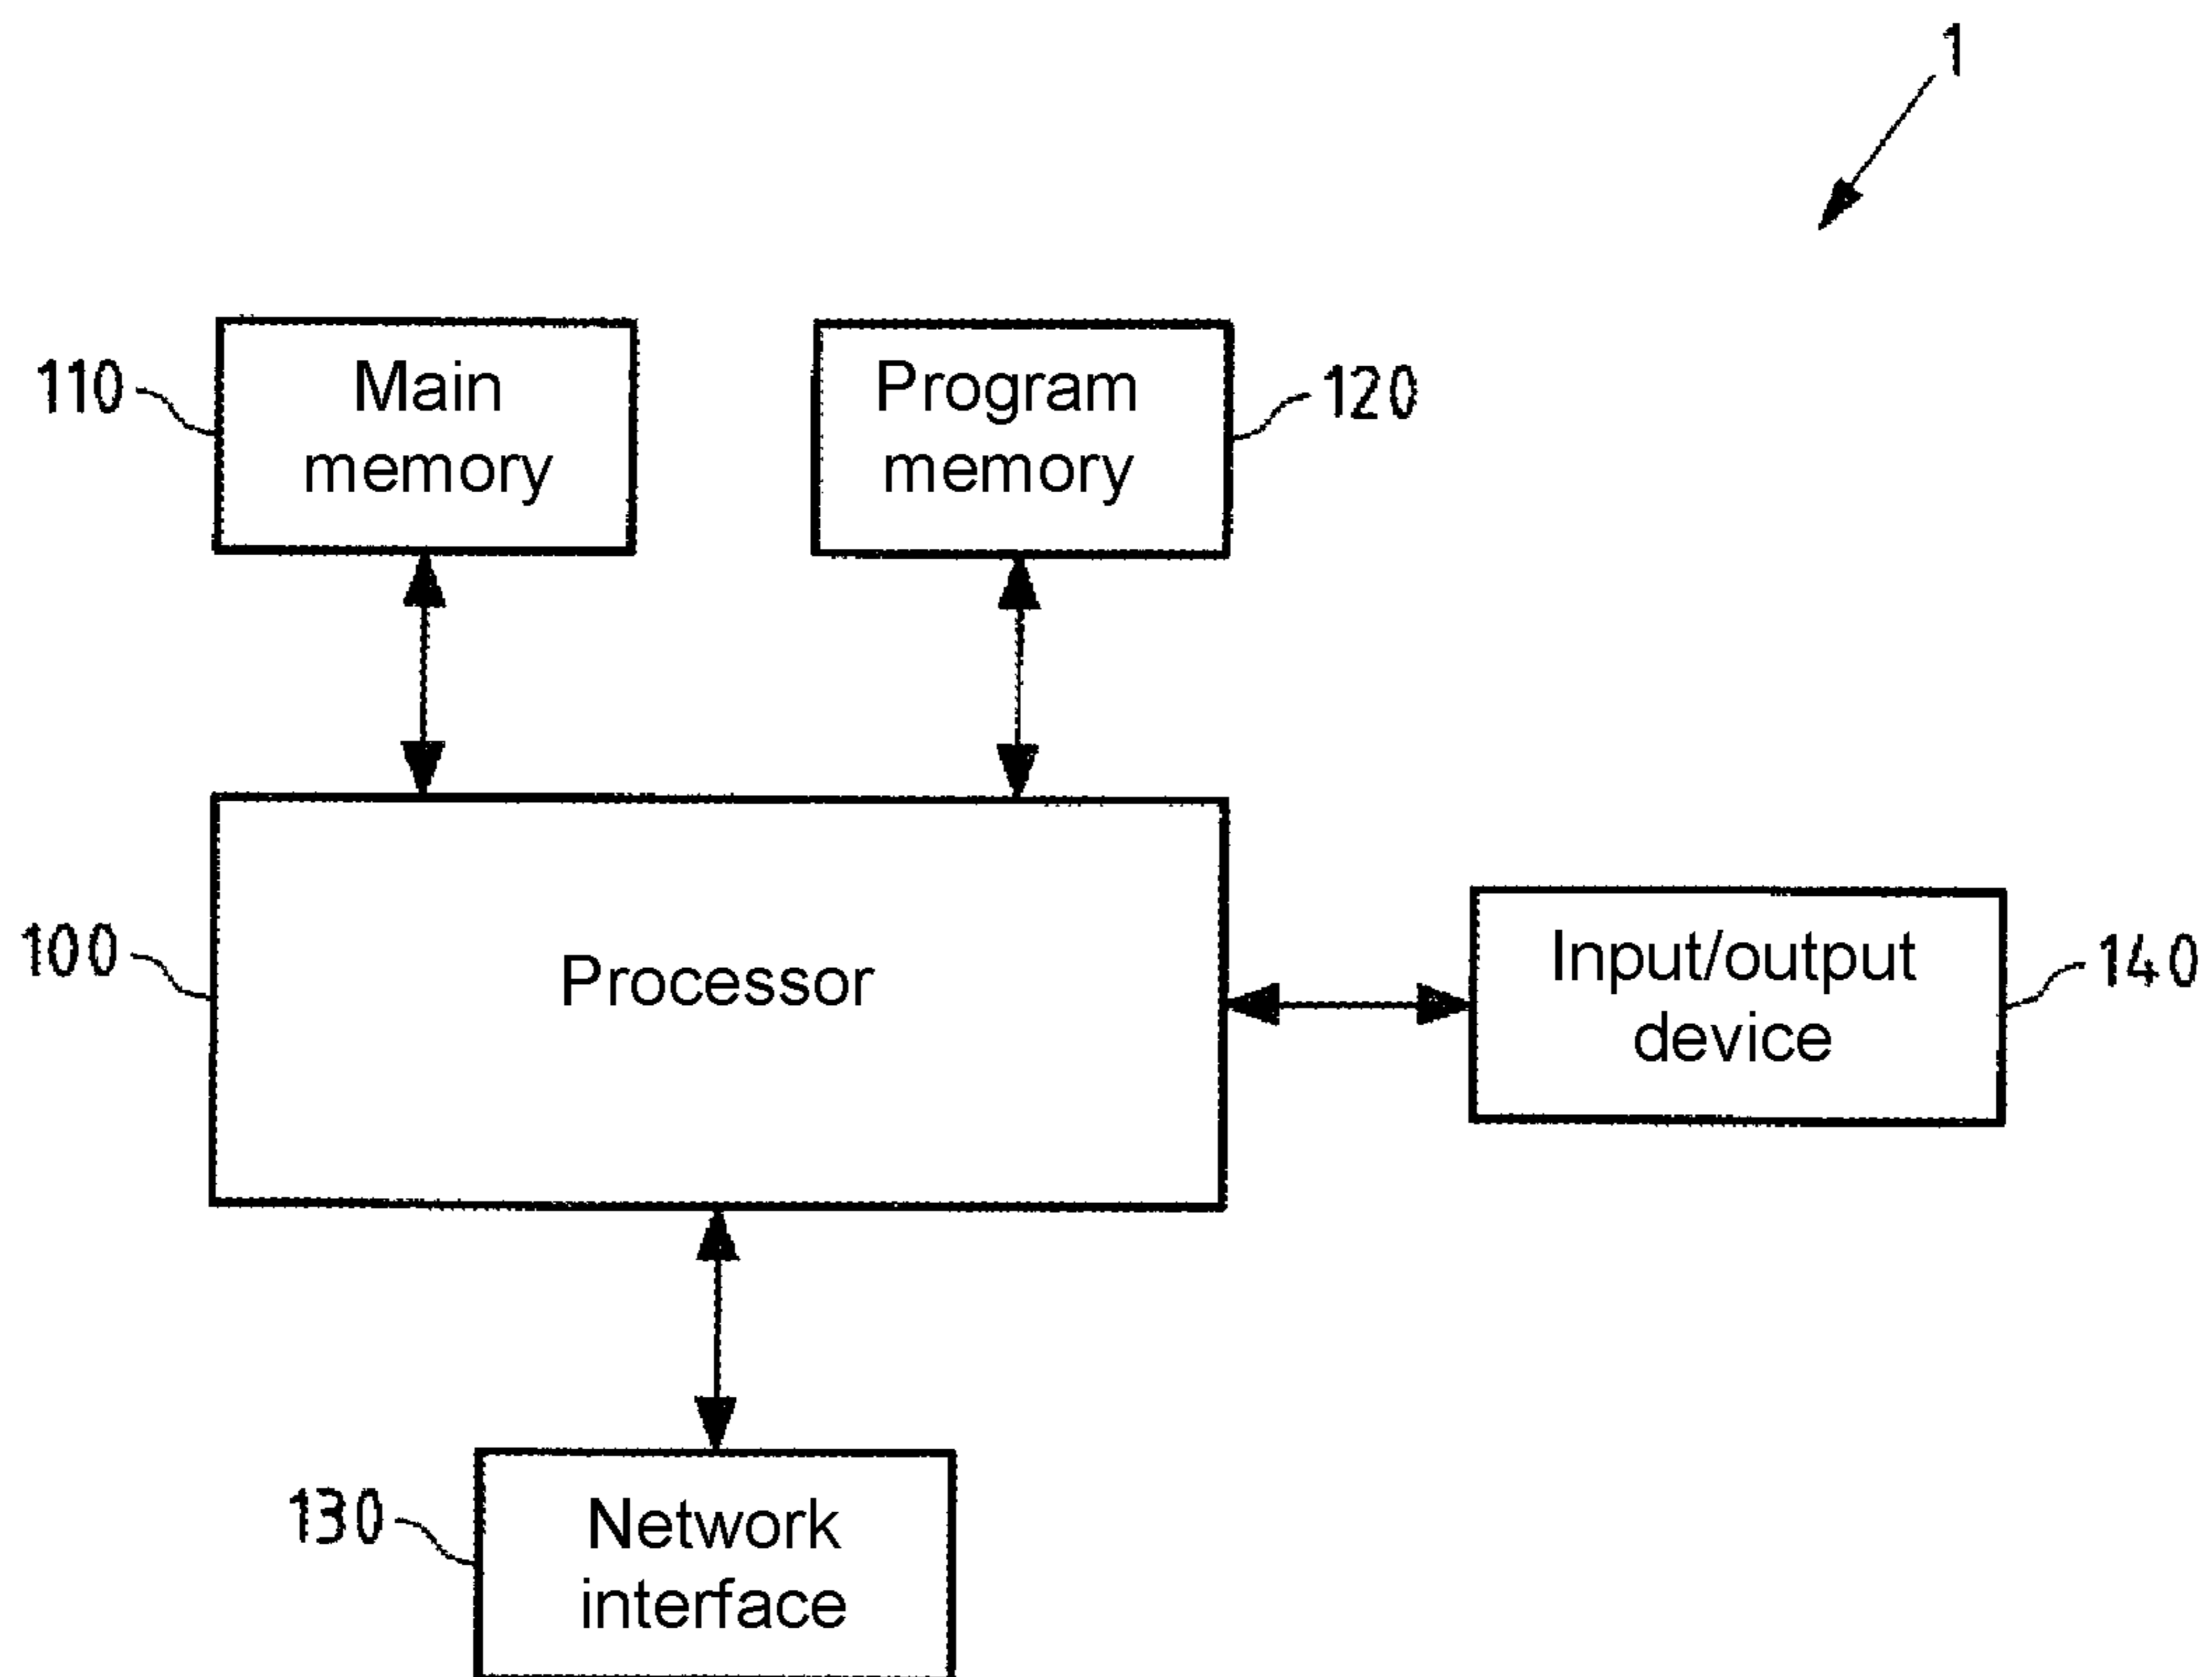 1
110
Main
memory
Program
memory
120
100
Processor
Input/output
device
140
130
Network
interface